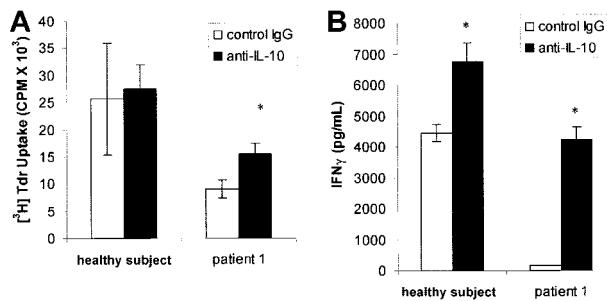 A
control IgG
anti-IL-10
[³H] Tdr Uptake (CPM X 10³)
40
35
30
25
20
15
10
5
0
*
healthy subject
patient 1
B
control IgG
anti-IL-10
IFNγ (pg/mL)
8000
7000
6000
5000
4000
3000
2000
1000
0
*
*
healthy subject
patient 1